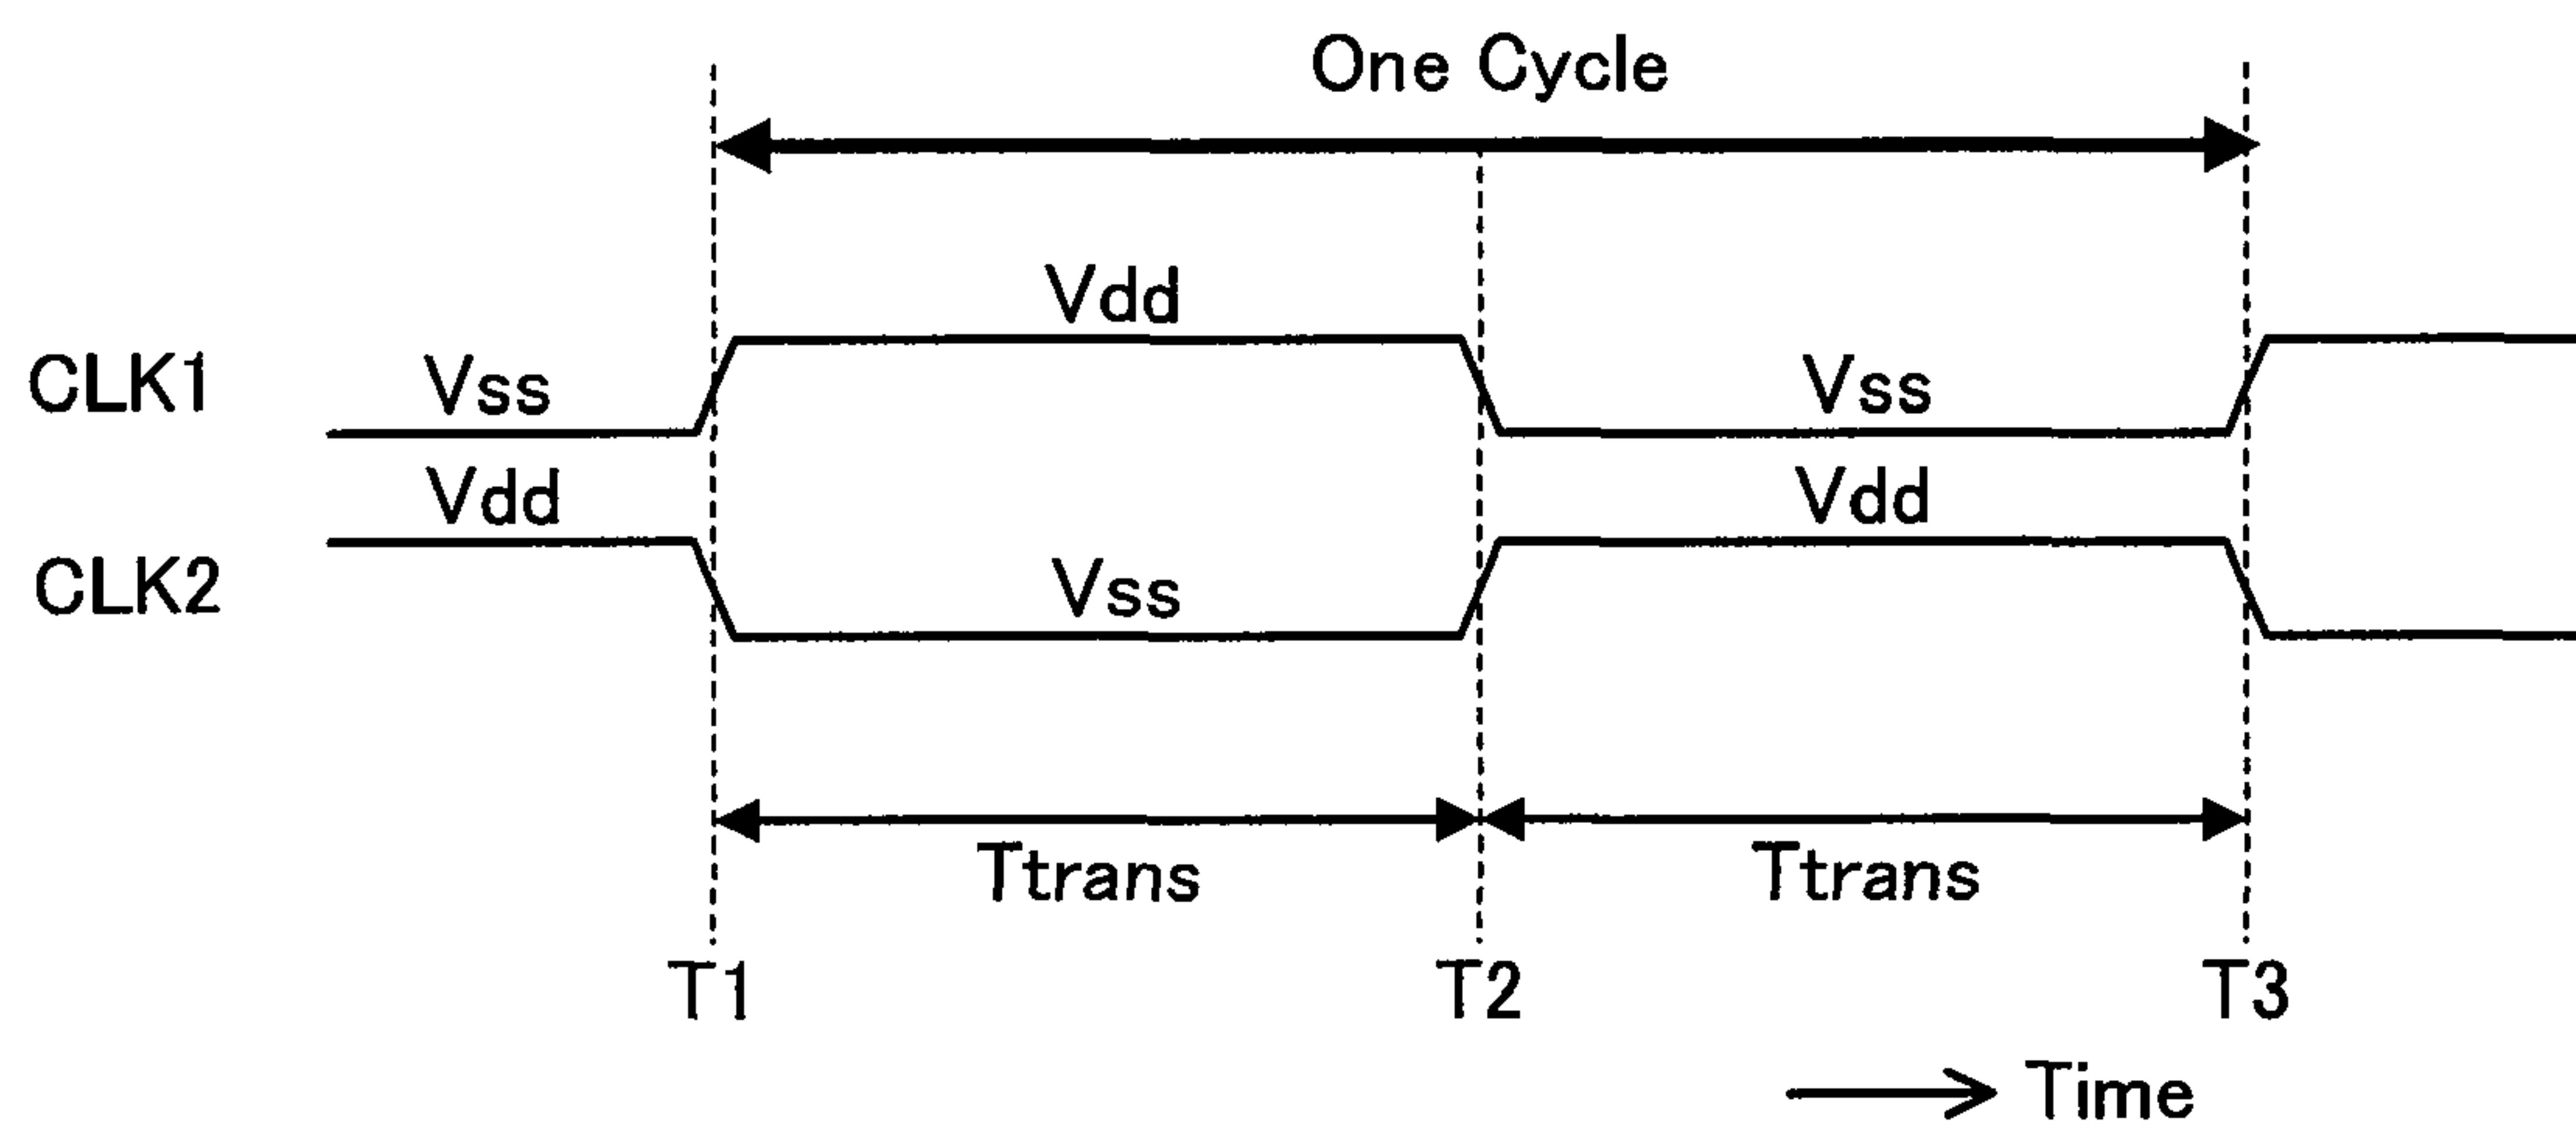 One Cycle
Vdd
CLK1
Vss
Vss
Vdd
Vdd
CLK2
Vss
Ttrans
Ttrans
T1
T2
T3
Time